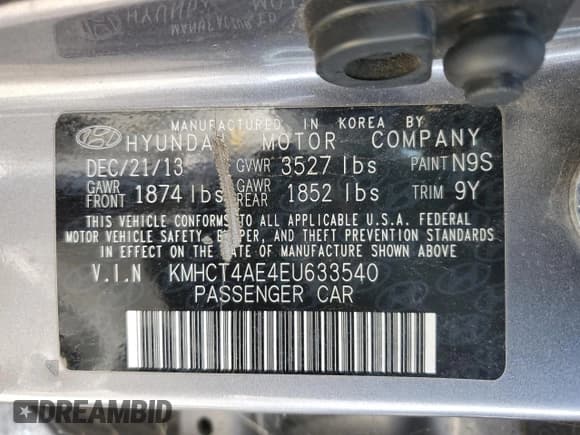 MANUFACTURED IN KOREA BY
HYUNDAI MOTOR COMPANY
DEC/21/13 GVWR 3527 lbs PAINT N9S
GAWR FRONT 1874 lbs GAWR REAR 1852 lbs TRIM 9Y
THIS VEHICLE CONFORMS TO ALL APPLICABLE U.S.A. FEDERAL
MOTOR VEHICLE SAFETY, BUMPER, AND THEFT PREVENTION STANDARDS
IN EFFECT ON THE DATE OF MANUFACTURE SHOWN ABOVE
V.I.N KMHCT4AE4EU633540
PASSENGER CAR
DREAMBID